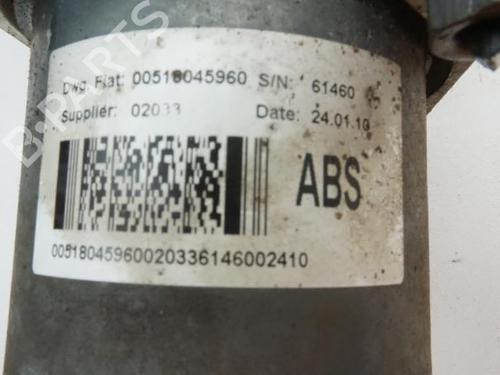 B-PARTS
Dwg. Fiat: 00518045960 S/N: 61460
Supplier: 02033 Date: 24.01.10
ABS
00518045960020336146002410